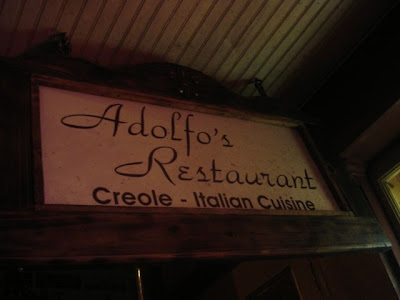 Adolfo's
Restaurant
Creole - Italian Cuisine